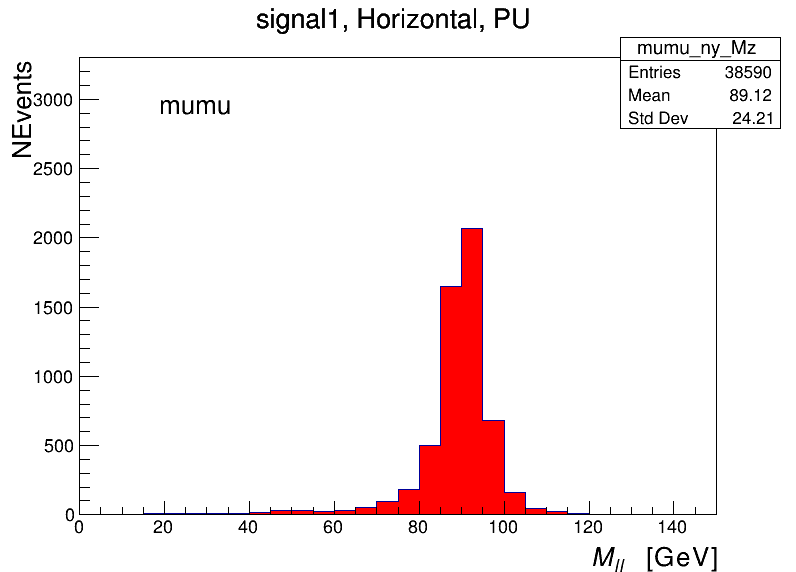 signal1, Horizontal, PU
mumu_ny_Mz
Entries 38590
Mean 89.12
Std Dev 24.21
NEvents
mumu
3000
2500
2000
1500
1000
500
0
0 20 40 60 80 100 120 140
M_ll [GeV]